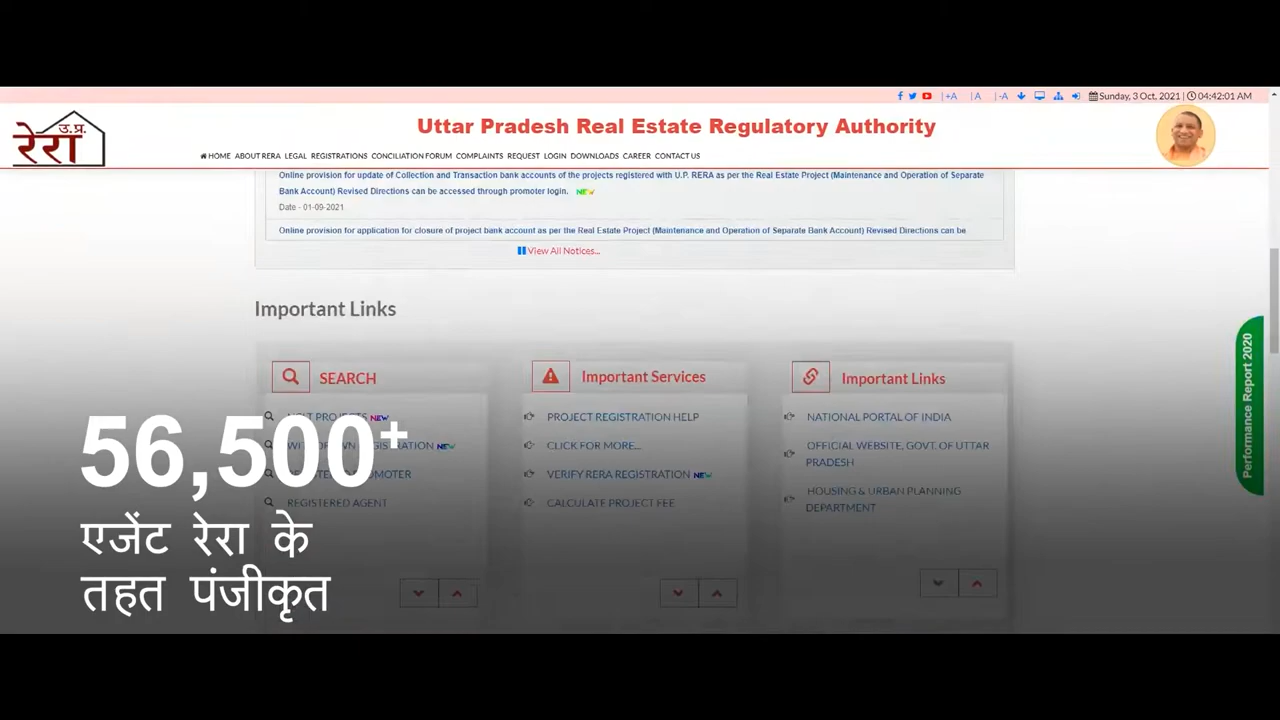 |+A |A |-A Sunday, 3 Oct, 2021 | 04:42:01 AM
उ.प्र.
रेरा
Uttar Pradesh Real Estate Regulatory Authority
HOME ABOUT RERA LEGAL REGISTRATIONS CONCILIATION FORUM COMPLAINTS REQUEST LOGIN DOWNLOADS CAREER CONTACT US
Online provision for update of Collection and Transaction bank accounts of the projects registered with U.P. RERA as per the Real Estate Project (Maintenance and Operation of Separate
Bank Account) Revised Directions can be accessed through promoter login. NEW
Date - 01-09-2021
Online provision for application for closure of project bank account as per the Real Estate Project (Maintenance and Operation of Separate Bank Account) Revised Directions can be
View All Notices...
Important Links
SEARCH
PROJECTS NEW
REGISTRATION NEW
PROMOTER
REGISTERED AGENT
Important Services
PROJECT REGISTRATION HELP
CLICK FOR MORE...
VERIFY RERA REGISTRATION NEW
CALCULATE PROJECT FEE
Important Links
NATIONAL PORTAL OF INDIA
OFFICIAL WEBSITE, GOVT. OF UTTAR
PRADESH
HOUSING & URBAN PLANNING
DEPARTMENT
Performance Report 2020
56,500+
एजेंट रेरा के
तहत पंजीकृत